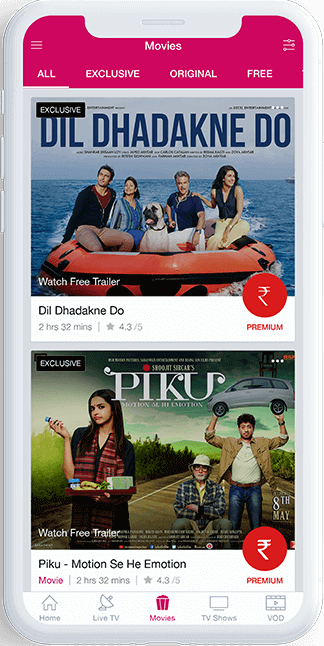 Movies
ALL EXCLUSIVE ORIGINAL FREE
EXCLUSIVE
DIL DHADAKNE DO
Watch Free Trailer
₹
Dil Dhadakne Do
2 hrs 32 mins | ★ 4.3 /5
PREMIUM
EXCLUSIVE
SHOOJIT SIRCAR'S
PIKU
MOTION SE HI EMOTION
8TH
MAY
Watch Free Trailer
₹
Piku - Motion Se He Emotion
Movie | 2 hrs 32 mins | ★ 4.3 /5
PREMIUM
Home Live TV Movies TV Shows VOD